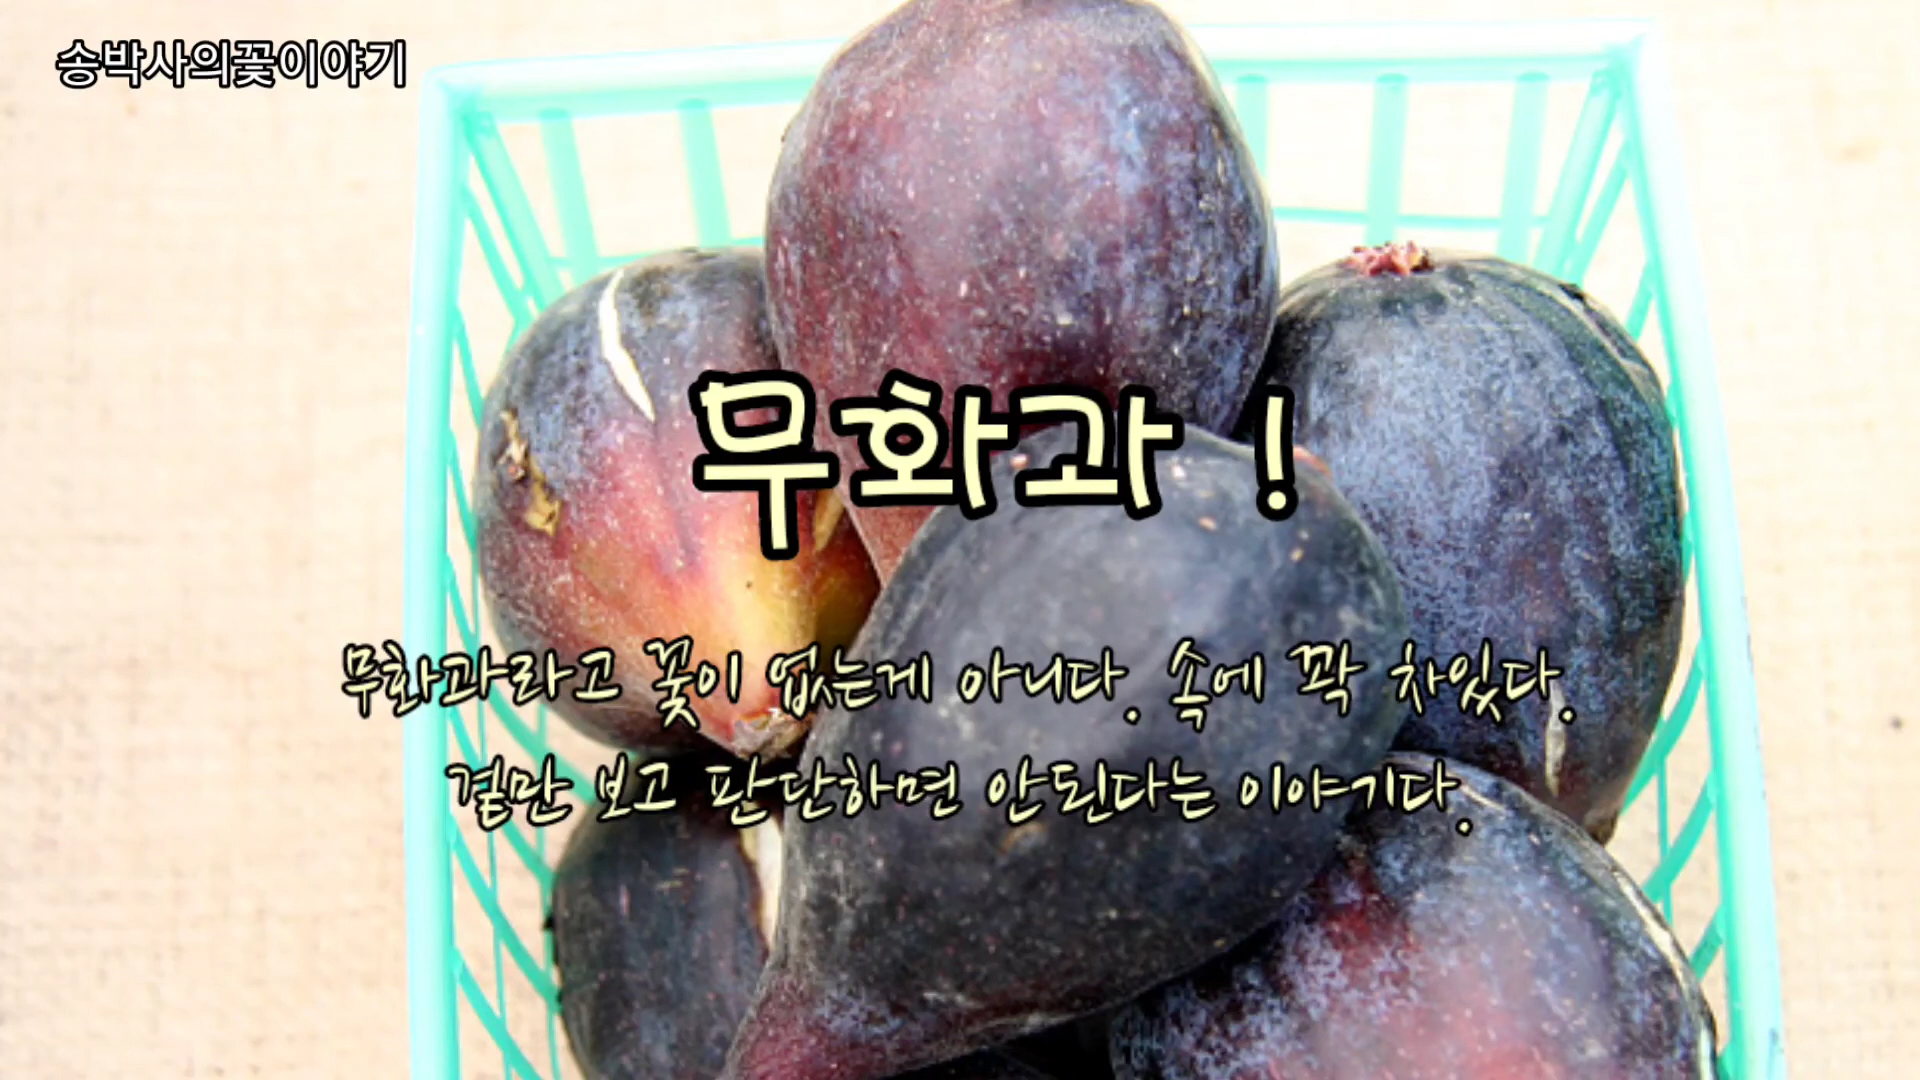 송박사의꽃이야기
무화과 !
무화과라고 꽃이 없는게 아니다. 속에 꽉 차있다.
겉만 보고 판단하면 안된다는 이야기다.